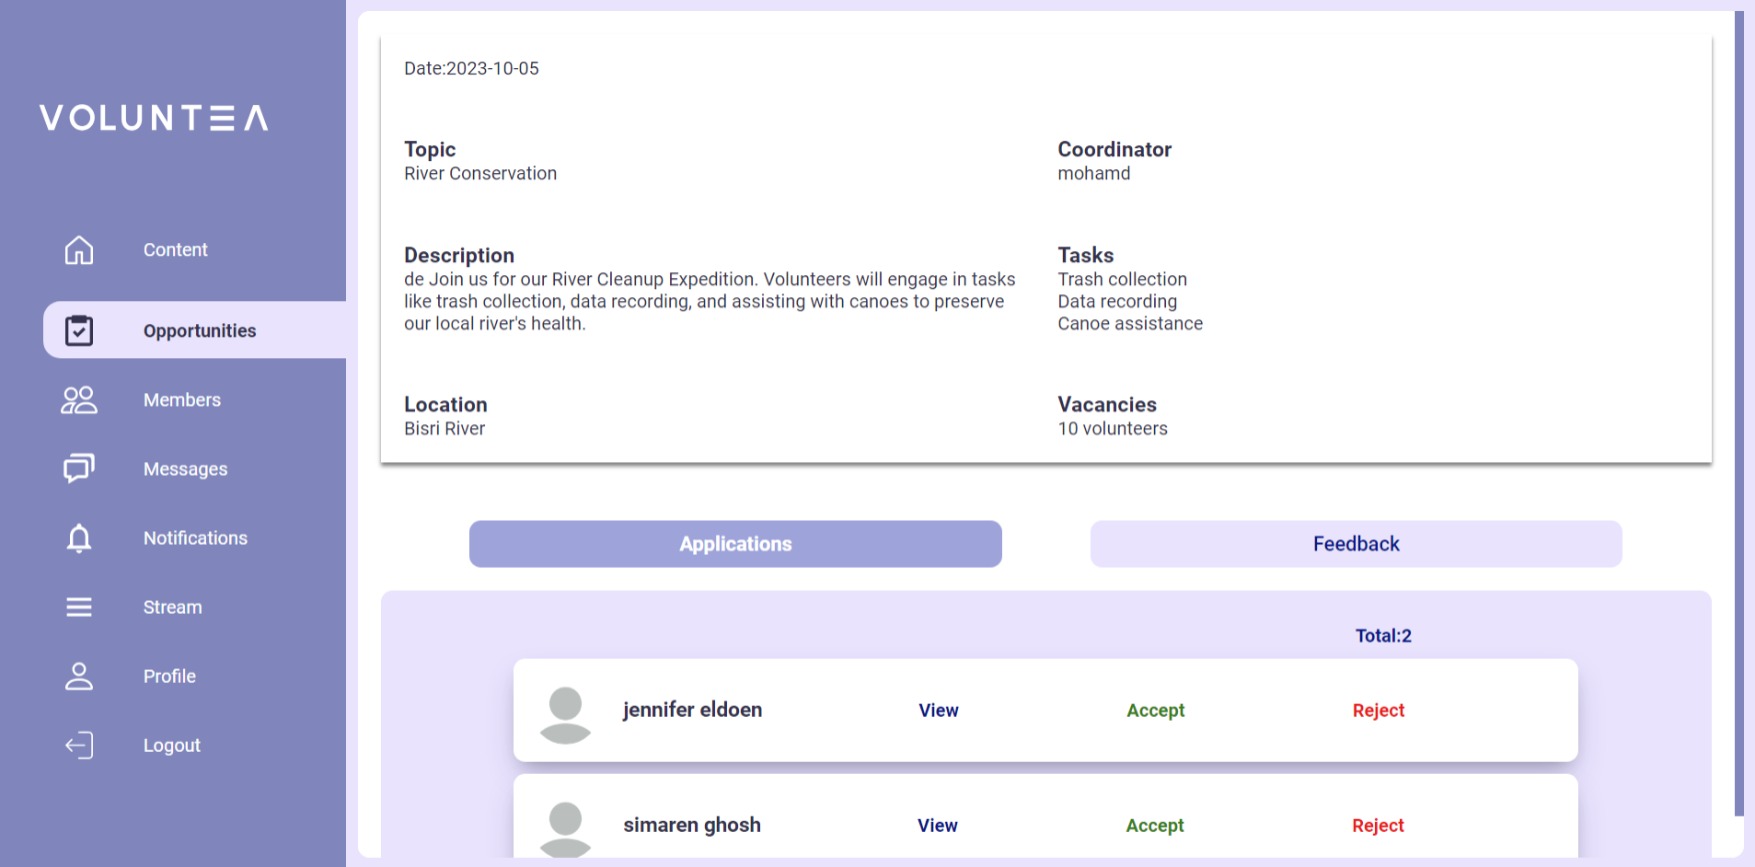 VOLUNTEA
Content
Opportunities
Members
Messages
Notifications
Stream
Profile
Logout
Date:2023-10-05
Topic
River Conservation
Coordinator
mohamd
Description
de Join us for our River Cleanup Expedition. Volunteers will engage in tasks
like trash collection, data recording, and assisting with canoes to preserve
our local river's health.
Tasks
Trash collection
Data recording
Canoe assistance
Location
Bisri River
Vacancies
10 volunteers
Applications
Feedback
Total:2
jennifer eldoen View Accept Reject
simaren ghosh View Accept Reject